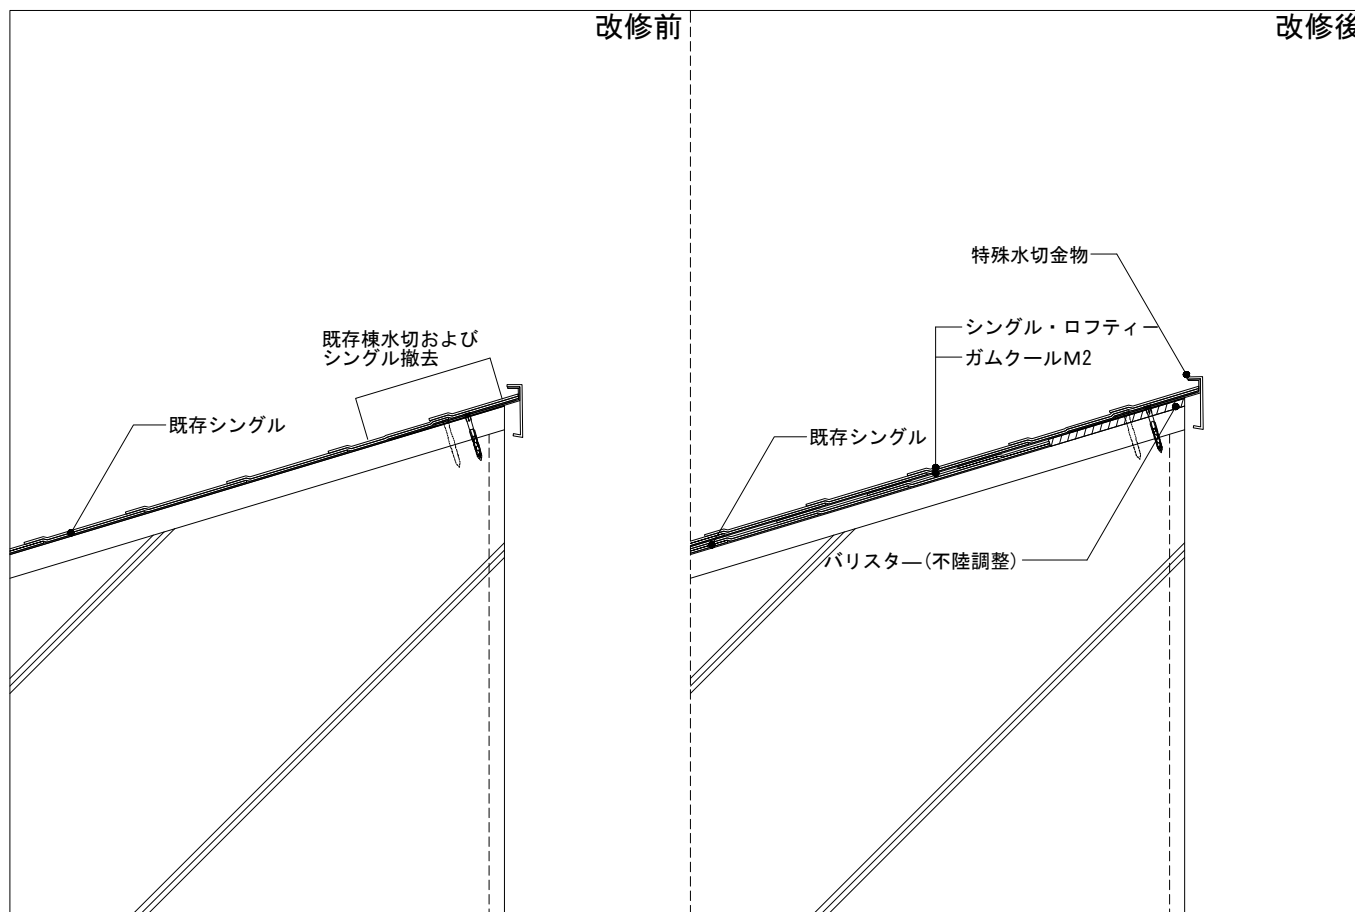 改修前
既存棟水切および
シングル撤去
既存シングル
改修後
特殊水切金物
シングル・ロフティ
ガムクールM2
既存シングル
バリスター(不陸調整)